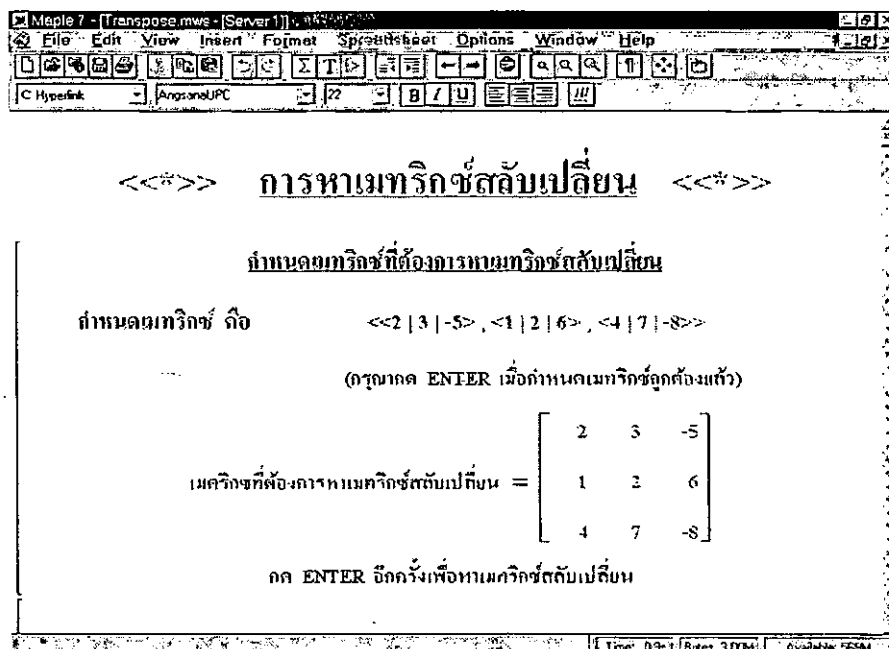 Maple 7 - [Transpose.mws - [Server 1]]
File Edit View Insert Format Spreadsheet Options Window Help
C Hyperlink AngsanaUPC 22 B I U !!!
<<*>> การหาเมทริกซ์สลับเปลี่ยน <<*>>
กำหนดเมทริกซ์ที่ต้องการหาเมทริกซ์สลับเปลี่ยน
กำหนดเมทริกซ์ คือ <<2 | 3 | -5> , <1 | 2 | 6> , <4 | 7 | -8>>
(กรุณากด ENTER เมื่อกำหนดเมทริกซ์ถูกต้องแล้ว)
2 3 -5
เมตริกซที่ต้องการหาเมทริกซ์สลับเปลี่ยน = 1 2 6
4 7 -8
กด ENTER อีกครั้งเพื่อหาเมตริกซ์สลับเปลี่ยน
Time: Bytes: 3.00M Available: 565M